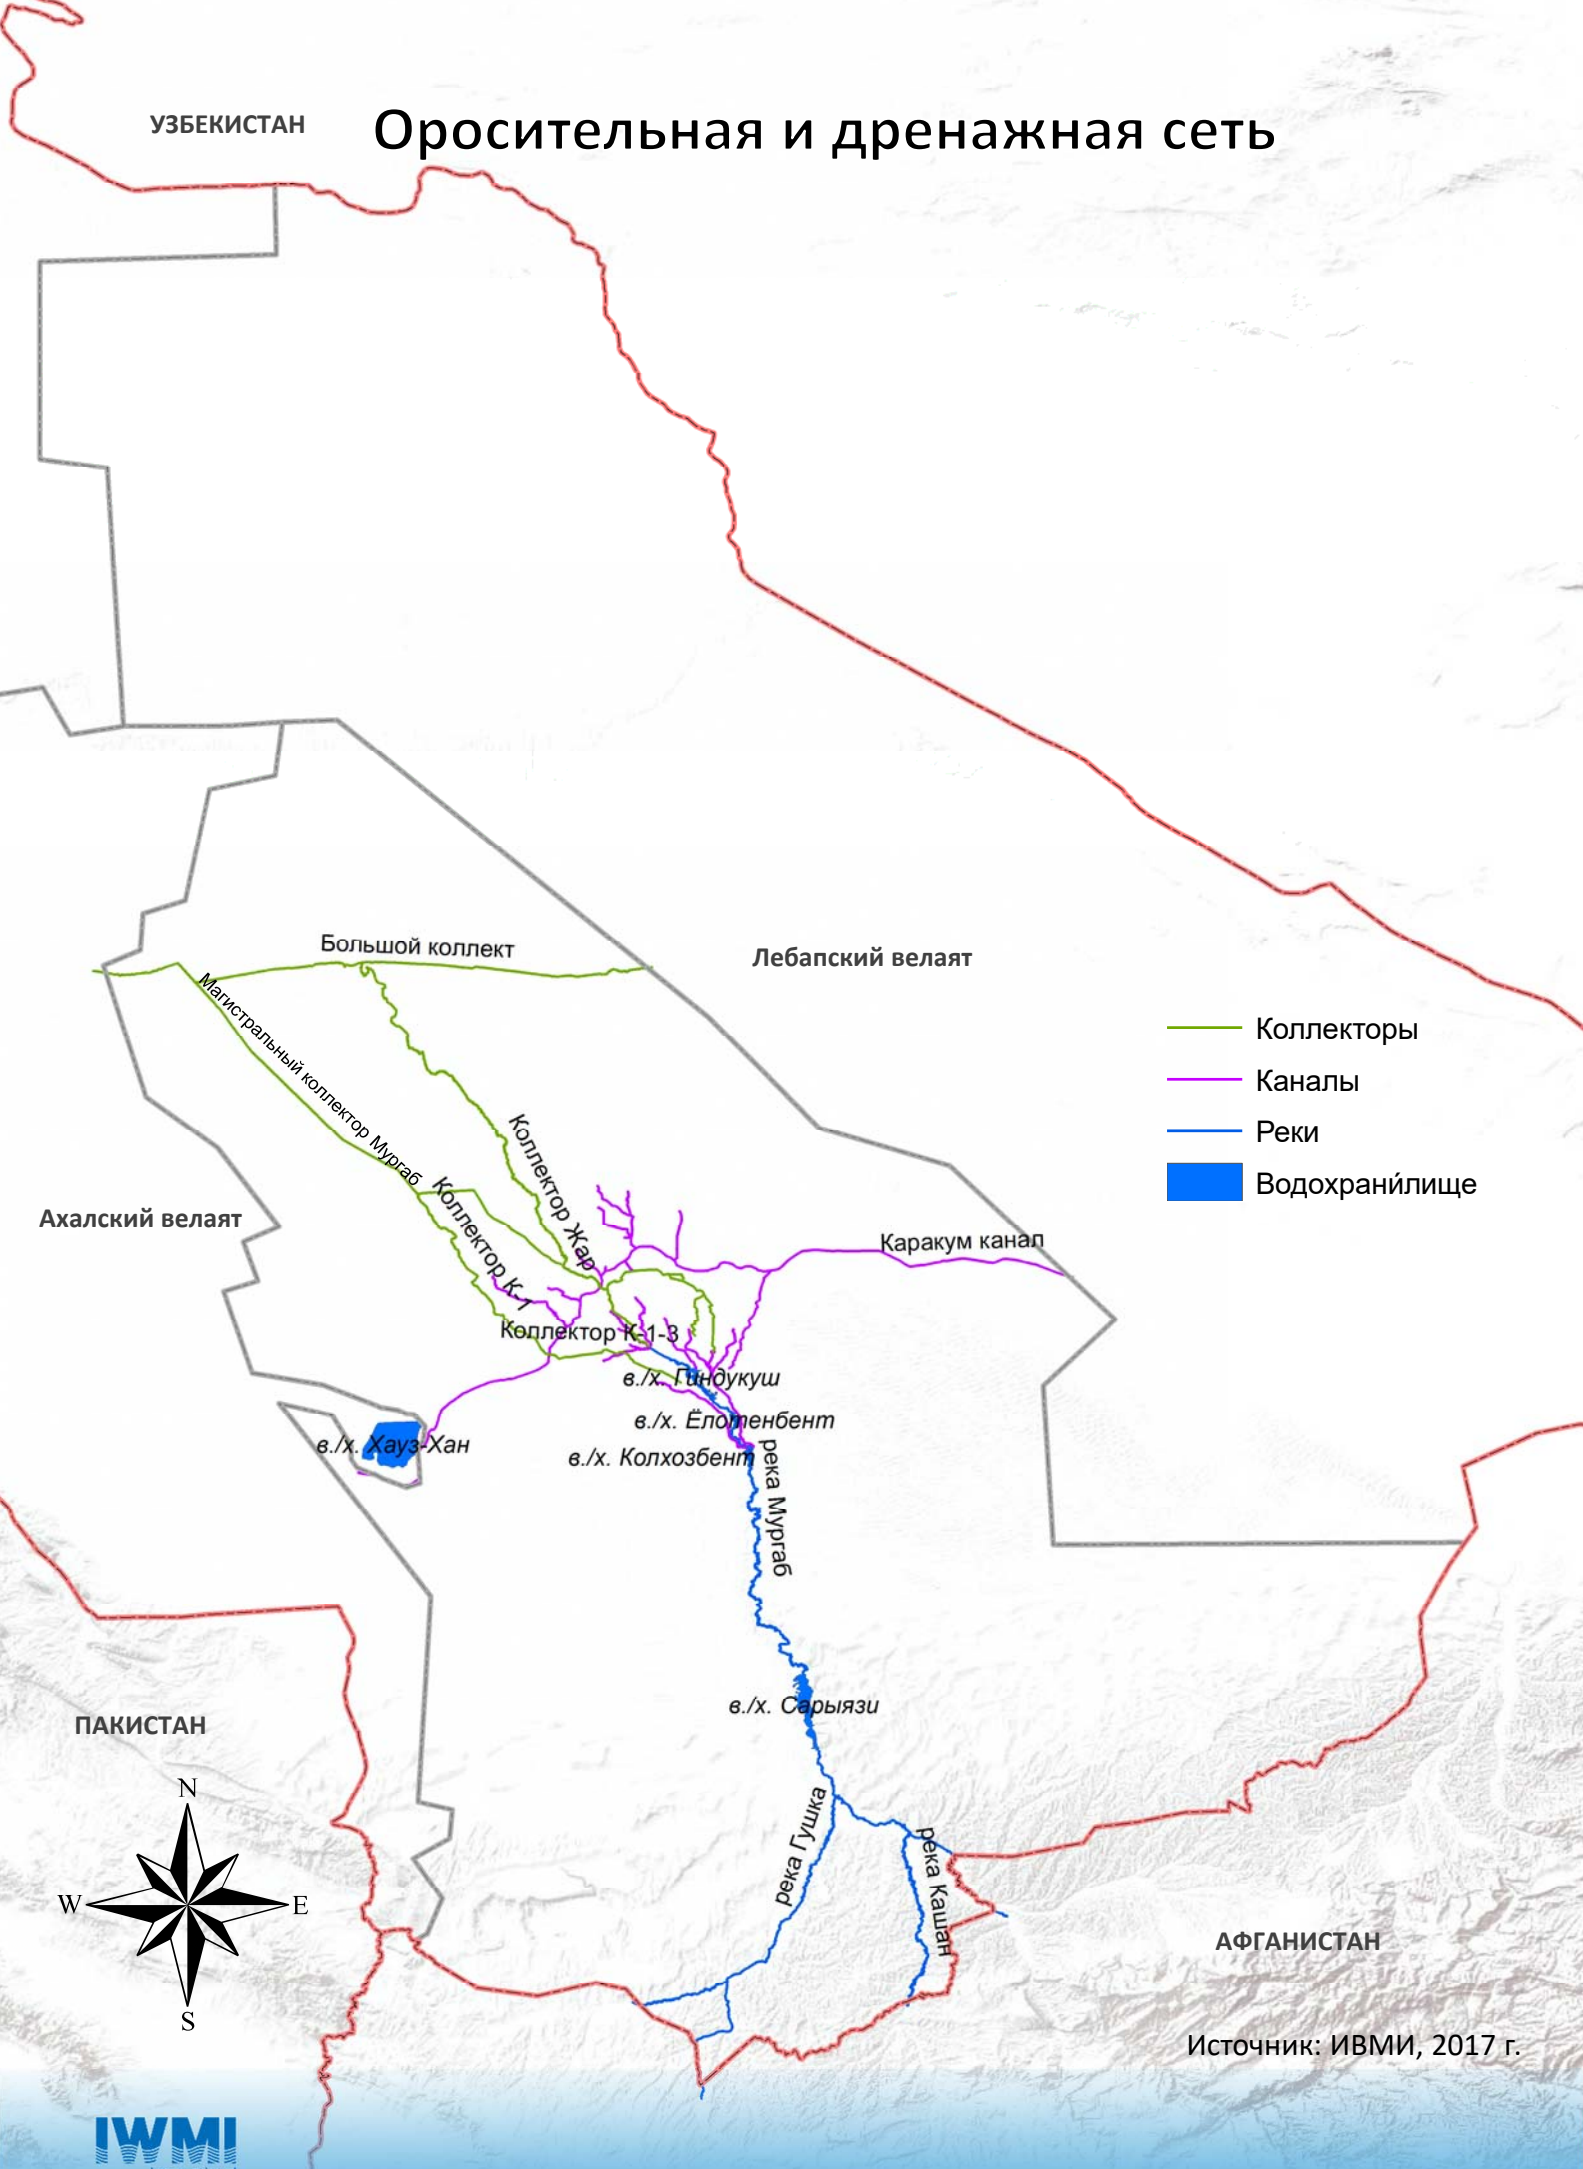 УЗБЕКИСТАН
Оросительная и дренажная сеть
Большой коллект
Лебапский велаят
Магистральный коллектор Мургаб
Коллекторы
Каналы
Реки
Водохрани́лище
Коллектор Жар
Коллектор К-1
Ахалский велаят
Каракум канал
Коллектор К-1-3
в./х. Гиндукуш
в./х. Ёлотенбент
в./х. Хауз-Хан
в./х. Колхозбент
река Мургаб
в./х. Сарыязи
ПАКИСТАН
река Гушка
река Кашан
N
W
E
S
АФГАНИСТАН
Источник: ИВМИ, 2017 г.
IWMI